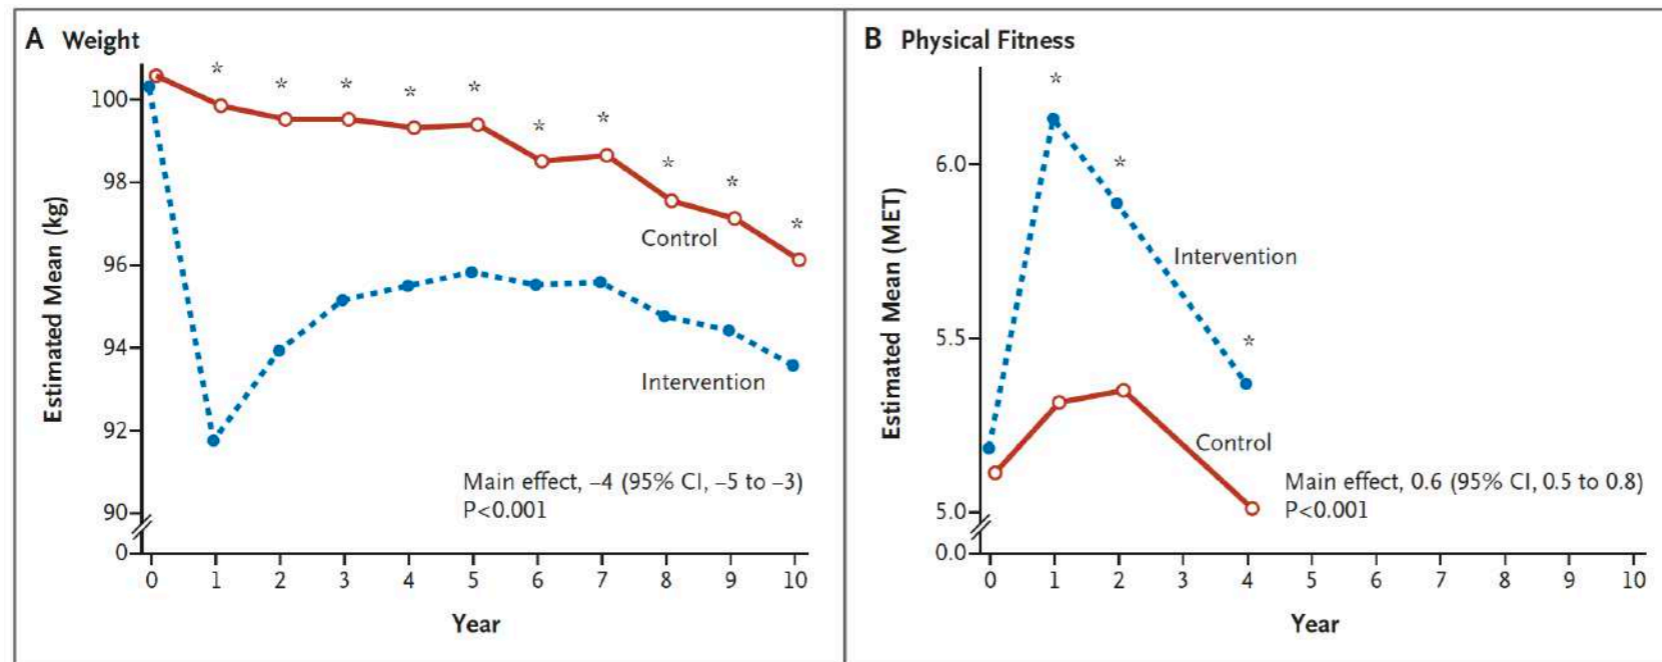 A Weight
*
*
*
*
*
*
*
*
*
*
100
98
96
94
92
90
0
Estimated Mean (kg)
Control
Intervention
Main effect, −4 (95% CI, −5 to −3)
P<0.001
0 1 2 3 4 5 6 7 8 9 10
Year
B Physical Fitness
*
*
*
6.0
5.5
5.0
0.0
Estimated Mean (MET)
Intervention
Control
Main effect, 0.6 (95% CI, 0.5 to 0.8)
P<0.001
0 1 2 3 4 5 6 7 8 9 10
Year